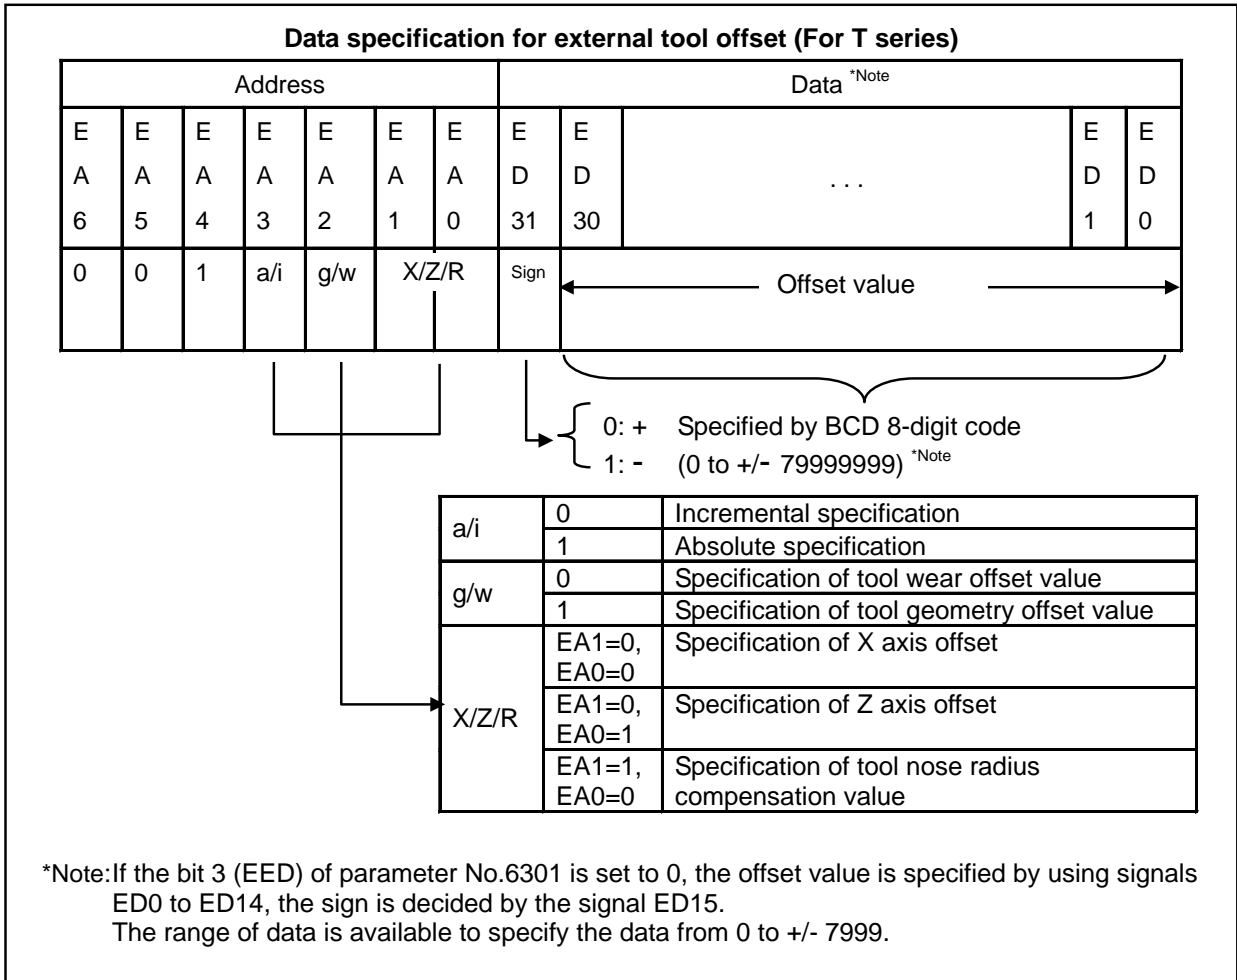 Data specification for external tool offset (For T series)
Address Data *Note
E E E E E E E E E E E
A A A A A A A D D . . . D D
6 5 4 3 2 1 0 31 30 1 0
0 0 1 a/i g/w X/Z/R Sign Offset value
0: + Specified by BCD 8-digit code
1: - (0 to +/- 79999999) *Note
a/i 0 Incremental specification
1 Absolute specification
g/w 0 Specification of tool wear offset value
1 Specification of tool geometry offset value
X/Z/R EA1=0, EA0=0 Specification of X axis offset
EA1=0, EA0=1 Specification of Z axis offset
EA1=1, EA0=0 Specification of tool nose radius compensation value
*Note:If the bit 3 (EED) of parameter No.6301 is set to 0, the offset value is specified by using signals
ED0 to ED14, the sign is decided by the signal ED15.
The range of data is available to specify the data from 0 to +/- 7999.